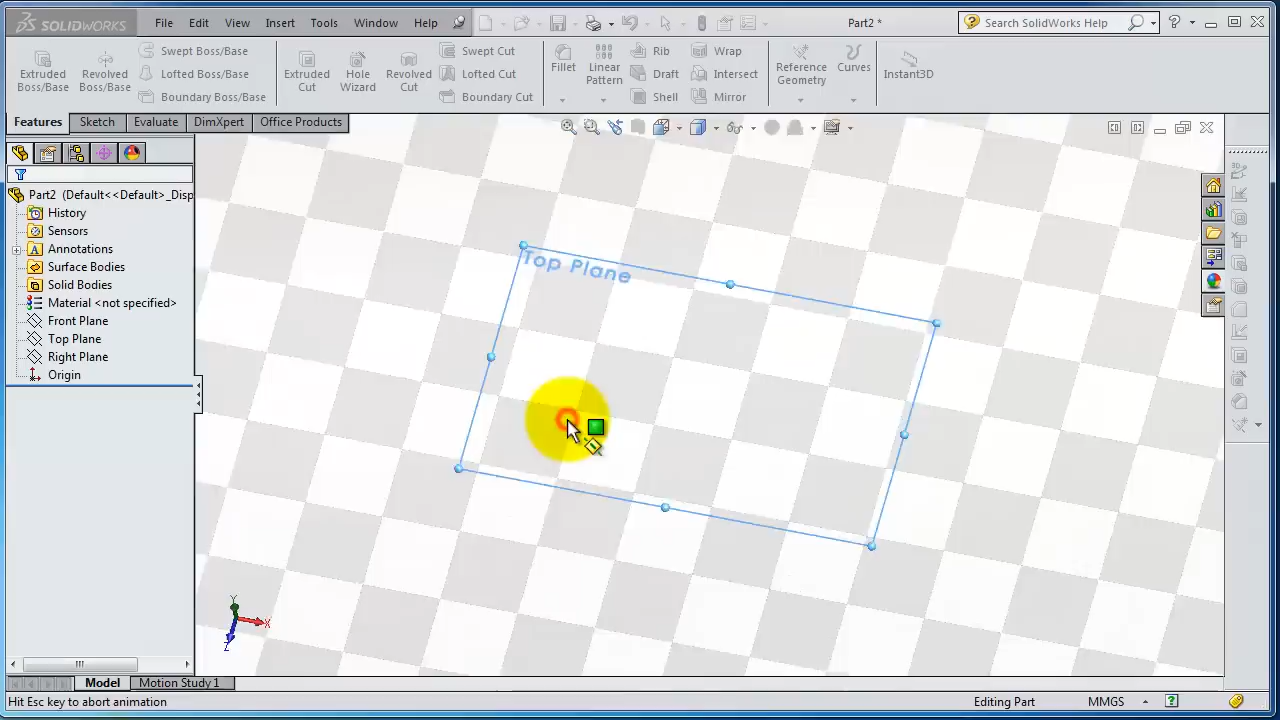 SOLIDWORKS File Edit View Insert Tools Window Help Part2 * Search SolidWorks Help
Extruded Boss/Base
Revolved Boss/Base
Swept Boss/Base
Lofted Boss/Base
Boundary Boss/Base
Extruded Cut
Hole Wizard
Revolved Cut
Swept Cut
Lofted Cut
Boundary Cut
Fillet
Linear Pattern
Rib
Draft
Shell
Wrap
Intersect
Mirror
Reference Geometry
Curves
Instant3D
Features Sketch Evaluate DimXpert Office Products
Part2 (Default<<Default>_Disp
History
Sensors
Annotations
Surface Bodies
Solid Bodies
Material <not specified>
Front Plane
Top Plane
Right Plane
Origin
Top Plane
Y
X
Z
Model Motion Study 1
Hit Esc key to abort animation Editing Part MMGS